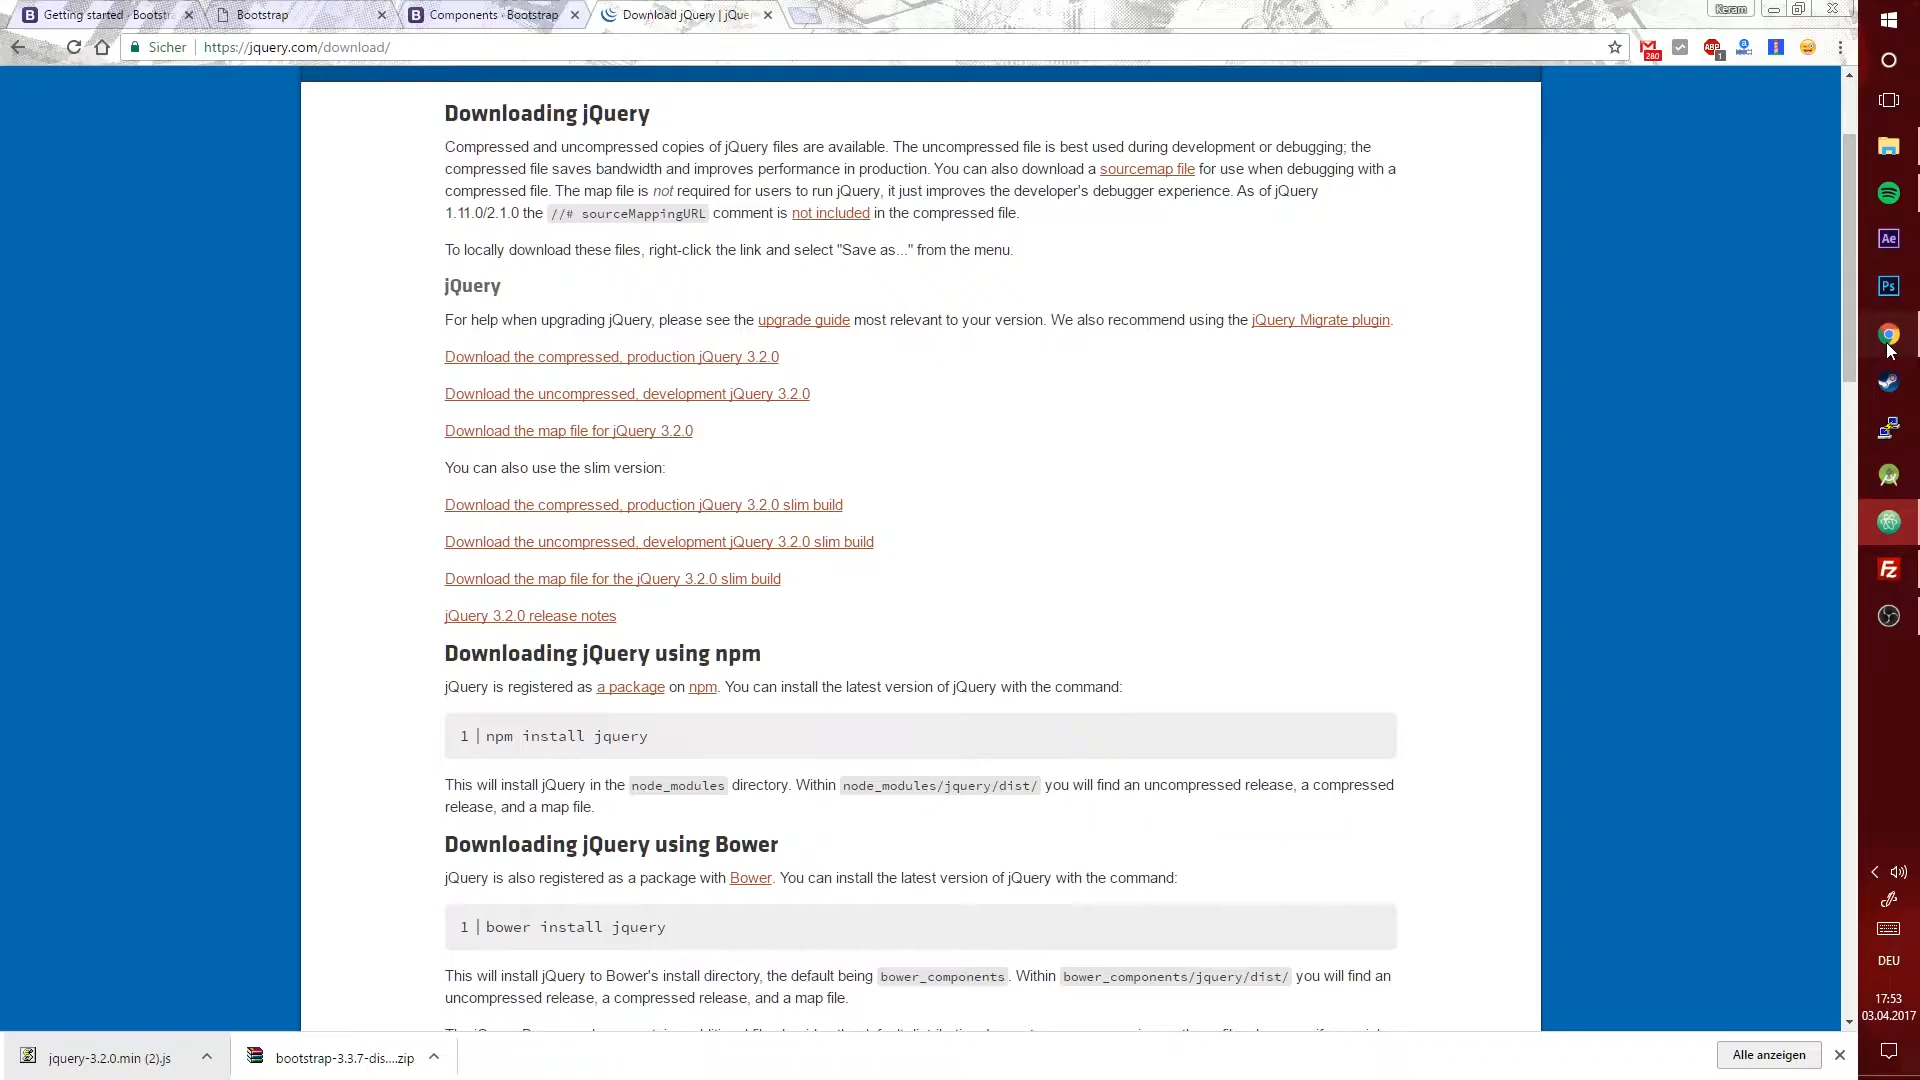 Getting started · Bootst
Bootstrap
Components · Bootstrap
Download jQuery | jQue
Keram
Sicher
https://jquery.com/download/
280
ABP
1
Downloading jQuery
Compressed and uncompressed copies of jQuery files are available. The uncompressed file is best used during development or debugging; the
compressed file saves bandwidth and improves performance in production. You can also download a sourcemap file for use when debugging with a
compressed file. The map file is not required for users to run jQuery, it just improves the developer's debugger experience. As of jQuery
1.11.0/2.1.0 the //# sourceMappingURL comment is not included in the compressed file.
To locally download these files, right-click the link and select "Save as..." from the menu.
jQuery
For help when upgrading jQuery, please see the upgrade guide most relevant to your version. We also recommend using the jQuery Migrate plugin.
Download the compressed, production jQuery 3.2.0
Download the uncompressed, development jQuery 3.2.0
Download the map file for jQuery 3.2.0
You can also use the slim version:
Download the compressed, production jQuery 3.2.0 slim build
Download the uncompressed, development jQuery 3.2.0 slim build
Download the map file for the jQuery 3.2.0 slim build
jQuery 3.2.0 release notes
Downloading jQuery using npm
jQuery is registered as a package on npm. You can install the latest version of jQuery with the command:
1 npm install jquery
This will install jQuery in the node_modules directory. Within node_modules/jquery/dist/ you will find an uncompressed release, a compressed
release, and a map file.
Downloading jQuery using Bower
jQuery is also registered as a package with Bower. You can install the latest version of jQuery with the command:
1 bower install jquery
This will install jQuery to Bower's install directory, the default being bower_components. Within bower_components/jquery/dist/ you will find an
uncompressed release, a compressed release, and a map file.
jquery-3.2.0.min (2).js
bootstrap-3.3.7-dis....zip
Alle anzeigen
Ae
Ps
Fz
DEU
17:53
03.04.2017